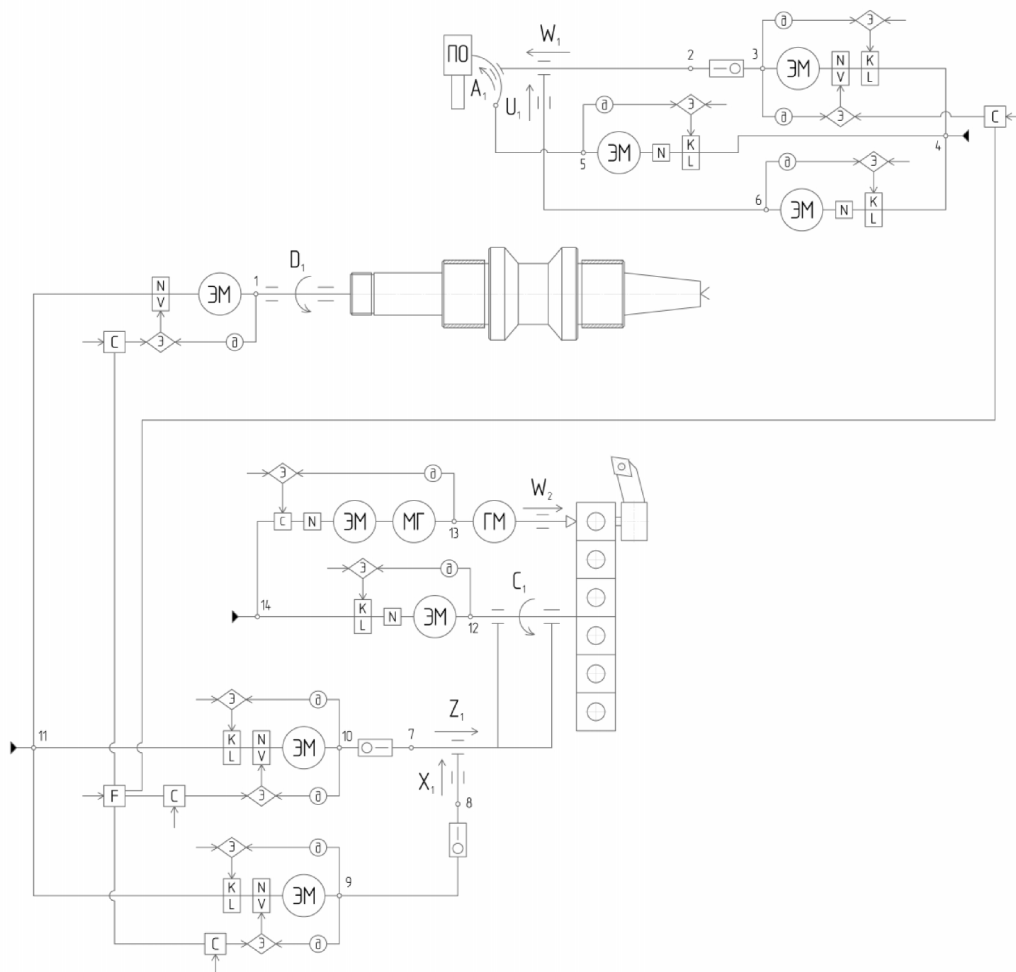 ПО
W₁
A₁
U₁
2
3
д
З
ЭМ
N
V
K
L
д
З
C
4
5
д
З
ЭМ
N
K
L
6
д
З
ЭМ
N
K
L
D₁
1
N
V
ЭМ
C
З
д
З
д
W₂
C
N
ЭМ
МГ
13
ГМ
З
д
C₁
14
K
L
N
ЭМ
12
З
д
Z₁
11
K
L
N
V
ЭМ
10
7
F
C
З
д
X₁
8
З
д
K
L
N
V
ЭМ
9
C
З
д